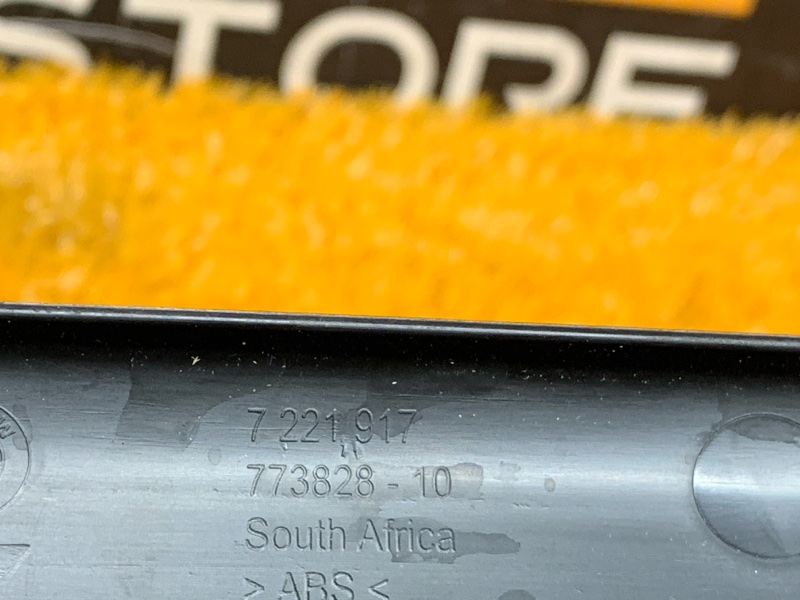 STORE
7 221 917
773828 - 10
South Africa
> ABS <